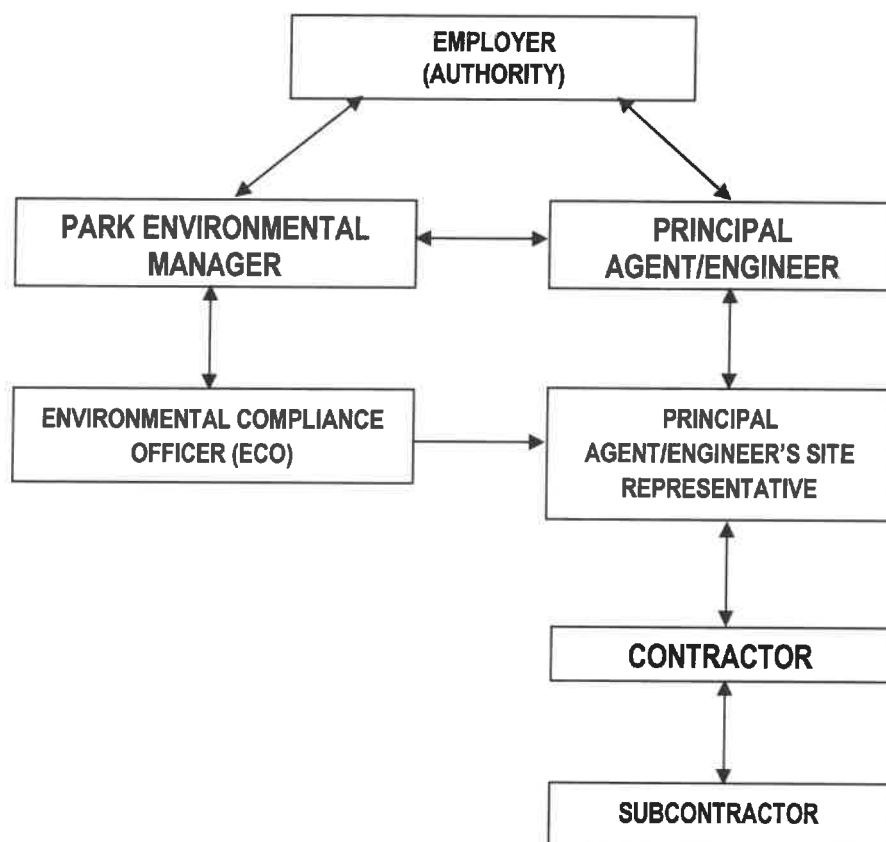 EMPLOYER
(AUTHORITY)
PARK ENVIRONMENTAL
MANAGER
PRINCIPAL
AGENT/ENGINEER
ENVIRONMENTAL COMPLIANCE
OFFICER (ECO)
PRINCIPAL
AGENT/ENGINEER'S SITE
REPRESENTATIVE
CONTRACTOR
SUBCONTRACTOR